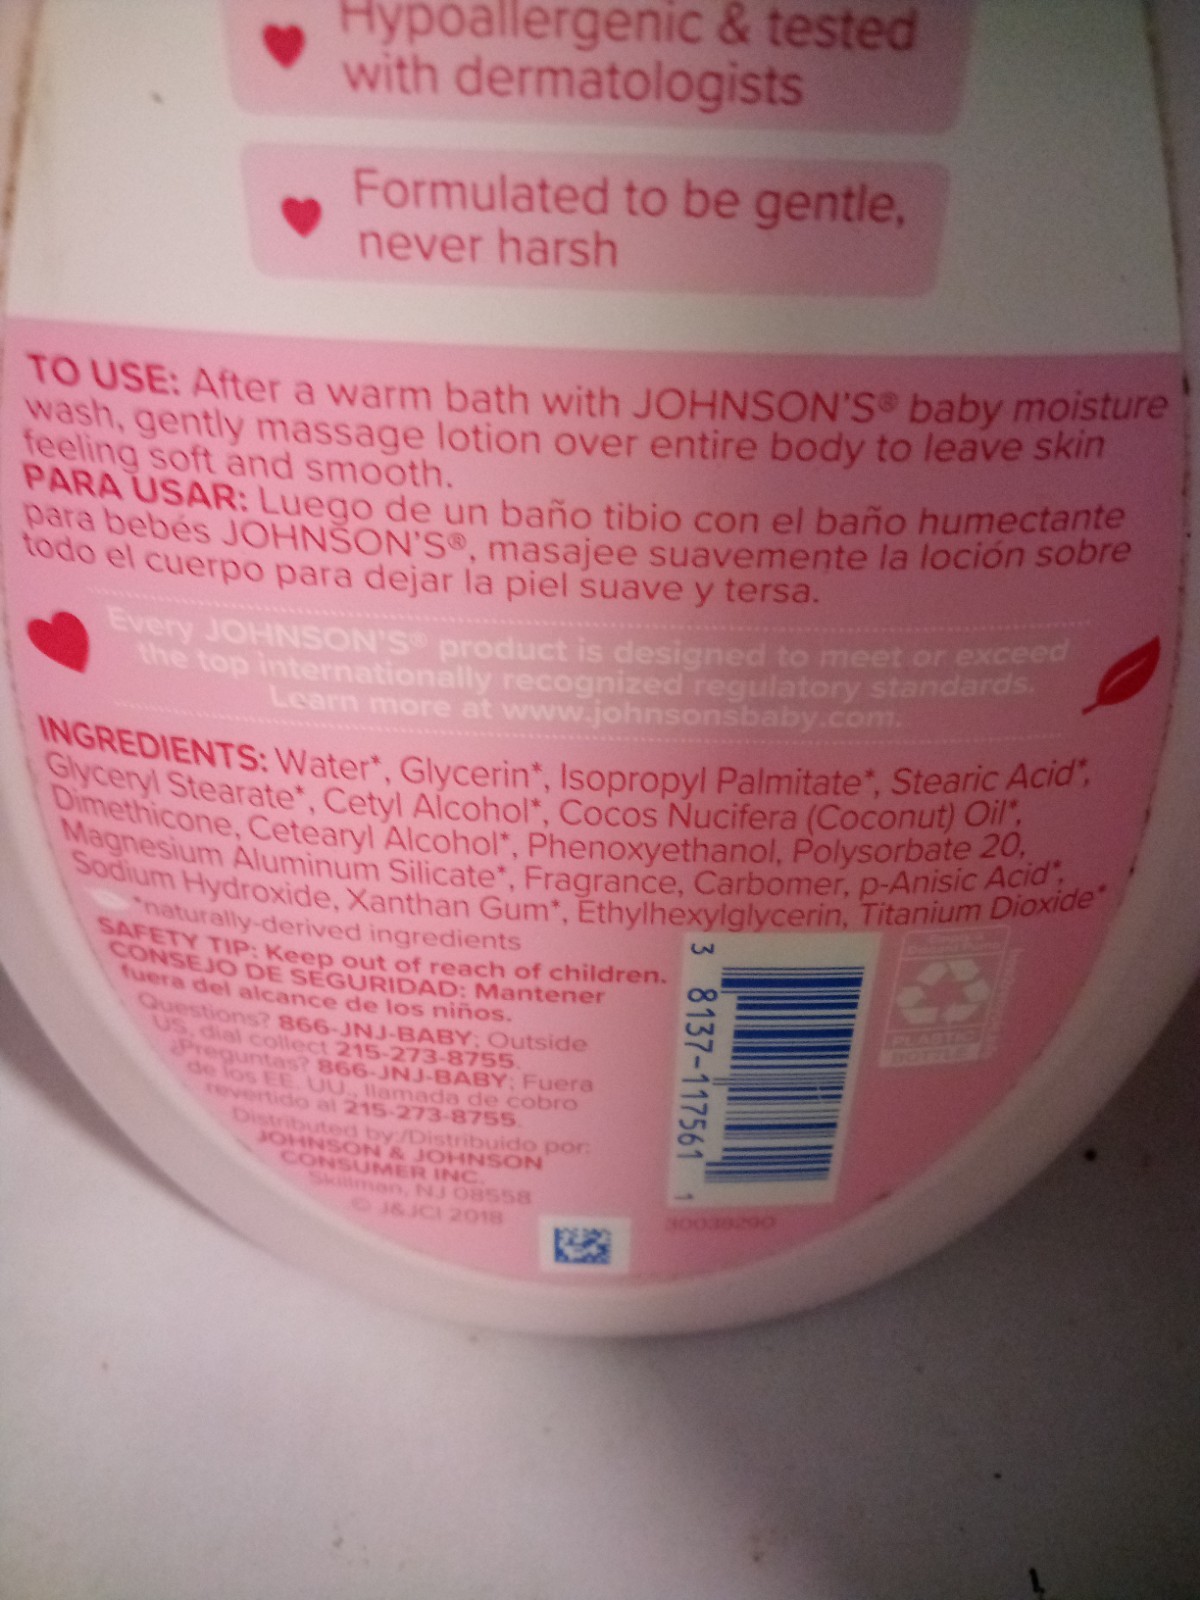 Hypoallergenic & tested
with dermatologists
Formulated to be gentle,
never harsh
TO USE: After a warm bath with JOHNSON'S® baby moisture
wash, gently massage lotion over entire body to leave skin
feeling soft and smooth.
PARA USAR: Luego de un baño tibio con el baño humectante
para bebés JOHNSON'S®, masajee suavemente la loción sobre
todo el cuerpo para dejar la piel suave y tersa.
Every JOHNSON'S® product is designed to meet or exceed
the top internationally recognized regulatory standards.
Learn more at www.johnsonsbaby.com.
INGREDIENTS: Water*, Glycerin*, Isopropyl Palmitate*, Stearic Acid*,
Glyceryl Stearate*, Cetyl Alcohol*, Cocos Nucifera (Coconut) Oil*,
Dimethicone, Cetearyl Alcohol*, Phenoxyethanol, Polysorbate 20,
Magnesium Aluminum Silicate*, Fragrance, Carbomer, p-Anisic Acid*,
Sodium Hydroxide, Xanthan Gum*, Ethylhexylglycerin, Titanium Dioxide*
*naturally-derived ingredients
SAFETY TIP: Keep out of reach of children.
CONSEJO DE SEGURIDAD: Mantener
fuera del alcance de los niños.
Questions? 866-JNJ-BABY; Outside
US, dial collect 215-273-8755.
¿Preguntas? 866-JNJ-BABY; Fuera
de los EE. UU., llamada de cobro
revertido al 215-273-8755.
Distributed by:/Distribuido por:
JOHNSON & JOHNSON
CONSUMER INC.
Skillman, NJ 08558
© J&JCI 2018
3 8137-117561 1
30038290
PLASTIC
BOTTLE